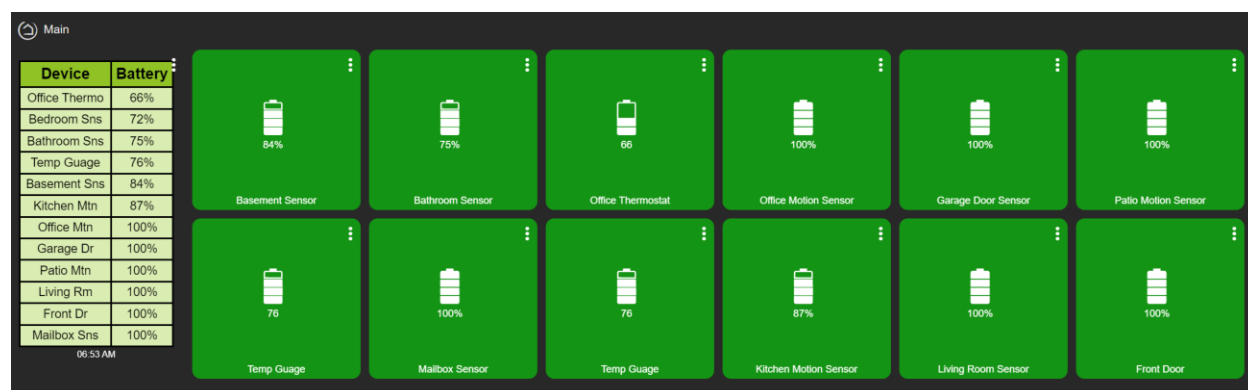 Main
Device Battery
Office Thermo 66%
Bedroom Sns 72%
Bathroom Sns 75%
Temp Guage 76%
Basement Sns 84%
Kitchen Mtn 87%
Office Mtn 100%
Garage Dr 100%
Patio Mtn 100%
Living Rm 100%
Front Dr 100%
Mailbox Sns 100%
06:53 AM
84%
Basement Sensor
75%
Bathroom Sensor
66
Office Thermostat
100%
Office Motion Sensor
100%
Garage Door Sensor
100%
Patio Motion Sensor
76
Temp Guage
100%
Mailbox Sensor
76
Temp Guage
87%
Kitchen Motion Sensor
100%
Living Room Sensor
100%
Front Door